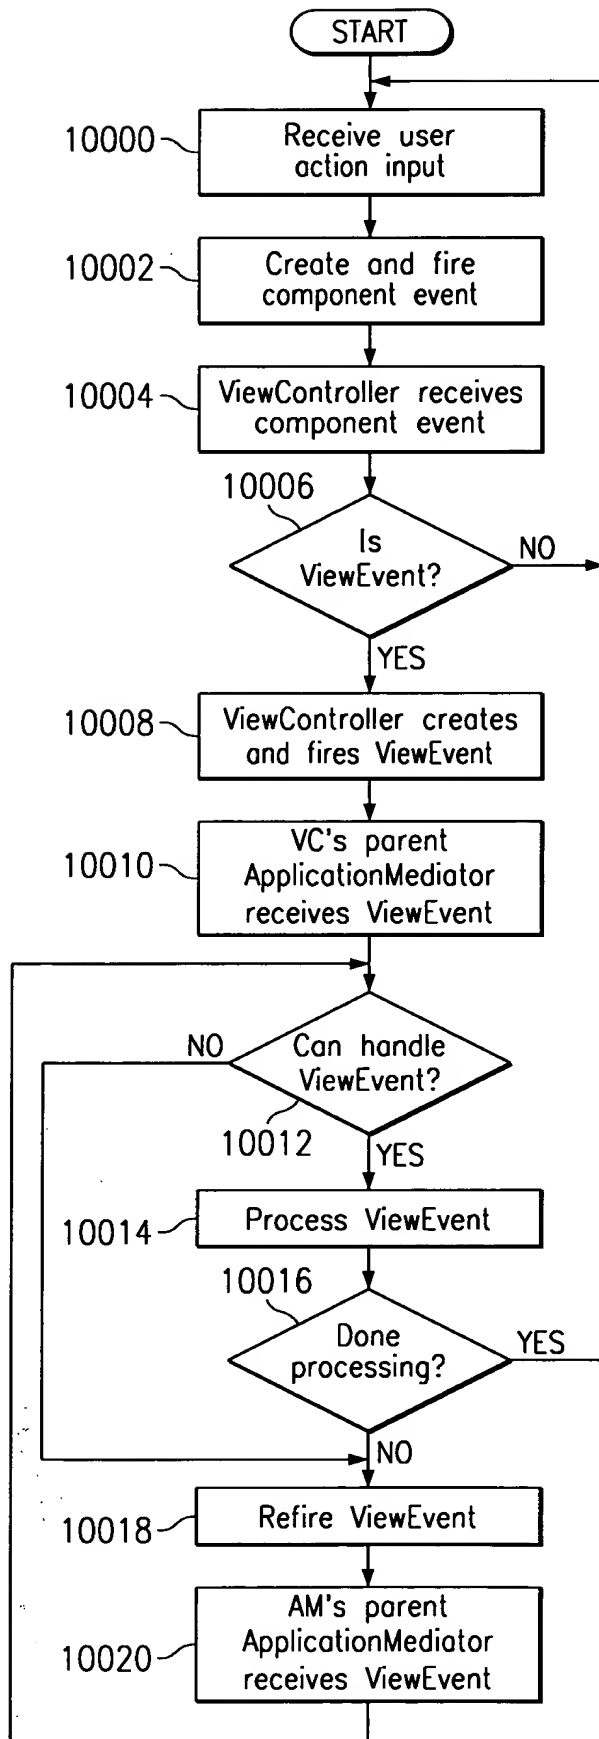 START
10000
Receive user
action input
10002
Create and fire
component event
10004
ViewController receives
component event
10006
Is
ViewEvent?
NO
YES
10008
ViewController creates
and fires ViewEvent
10010
VC's parent
ApplicationMediator
receives ViewEvent
NO
Can handle
ViewEvent?
10012
YES
10014
Process ViewEvent
10016
Done
processing?
YES
NO
10018
Refire ViewEvent
10020
AM's parent
ApplicationMediator
receives ViewEvent